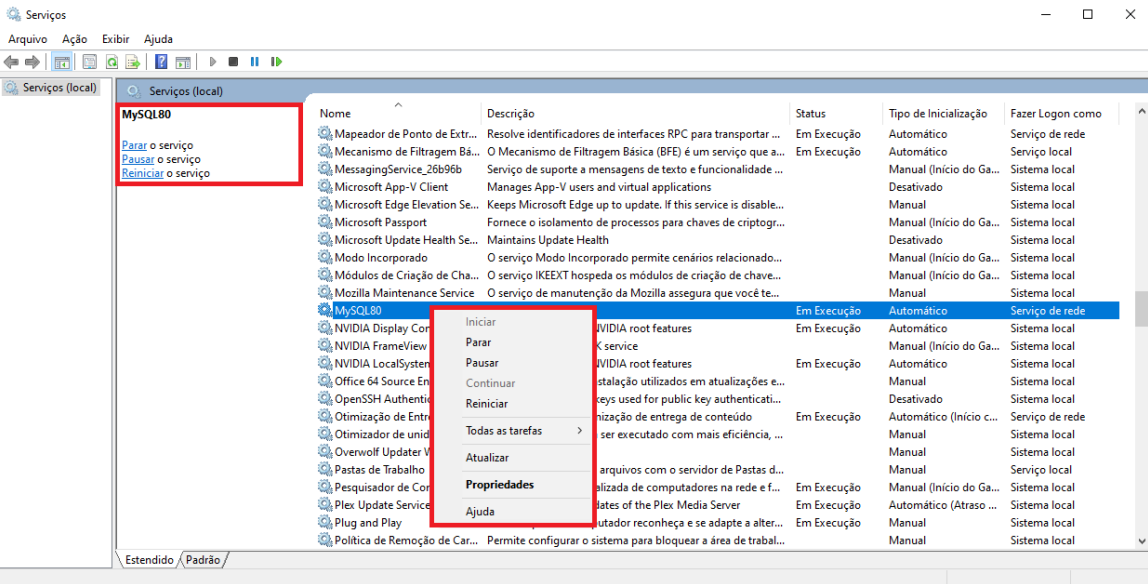 Serviços
Arquivo Ação Exibir Ajuda
Serviços (local)
Serviços (local)
MySQL80
Parar o serviço
Pausar o serviço
Reiniciar o serviço
Nome Descrição Status Tipo de Inicialização Fazer Logon como
Mapeador de Ponto de Extr... Resolve identificadores de interfaces RPC para transportar ... Em Execução Automático Serviço de rede
Mecanismo de Filtragem Bá... O Mecanismo de Filtragem Básica (BFE) é um serviço que a... Em Execução Automático Serviço local
MessagingService_26b96b Serviço de suporte a mensagens de texto e funcionalidade ... Manual (Início do Ga... Sistema local
Microsoft App-V Client Manages App-V users and virtual applications Desativado Sistema local
Microsoft Edge Elevation Se... Keeps Microsoft Edge up to update. If this service is disable... Manual Sistema local
Microsoft Passport Fornece o isolamento de processos para chaves de criptogr... Manual (Início do Ga... Sistema local
Microsoft Update Health Se... Maintains Update Health Desativado Sistema local
Modo Incorporado O serviço Modo Incorporado permite cenários relacionado... Manual (Início do Ga... Sistema local
Módulos de Criação de Cha... O serviço IKEEXT hospeda os módulos de criação de chave... Manual (Início do Ga... Sistema local
Mozilla Maintenance Service O serviço de manutenção da Mozilla assegura que você te... Manual Sistema local
MySQL80 Em Execução Automático Serviço de rede
NVIDIA Display Con NVIDIA root features Em Execução Automático Sistema local
NVIDIA FrameView K service Manual (Início do Ga... Sistema local
NVIDIA LocalSystem NVIDIA root features Em Execução Automático Sistema local
Office 64 Source En stalação utilizados em atualizações e... Manual Sistema local
OpenSSH Authentic keys used for public key authenticati... Desativado Sistema local
Otimização de Entre nização de entrega de conteúdo Em Execução Automático (Início c... Serviço de rede
Otimizador de unid ser executado com mais eficiência, ... Manual Sistema local
Overwolf Updater W Manual Sistema local
Pastas de Trabalho arquivos com o servidor de Pastas d... Manual Serviço local
Pesquisador de Con alizada de computadores na rede e f... Em Execução Manual (Início do Ga... Sistema local
Plex Update Service dates of the Plex Media Server Em Execução Automático (Atraso ... Sistema local
Plug and Play putador reconheça e se adapte a alter... Em Execução Manual Sistema local
Política de Remoção de Car... Permite configurar o sistema para bloquear a área de trabal... Manual Sistema local
Iniciar
Parar
Pausar
Continuar
Reiniciar
Todas as tarefas
Atualizar
Propriedades
Ajuda
Estendido Padrão